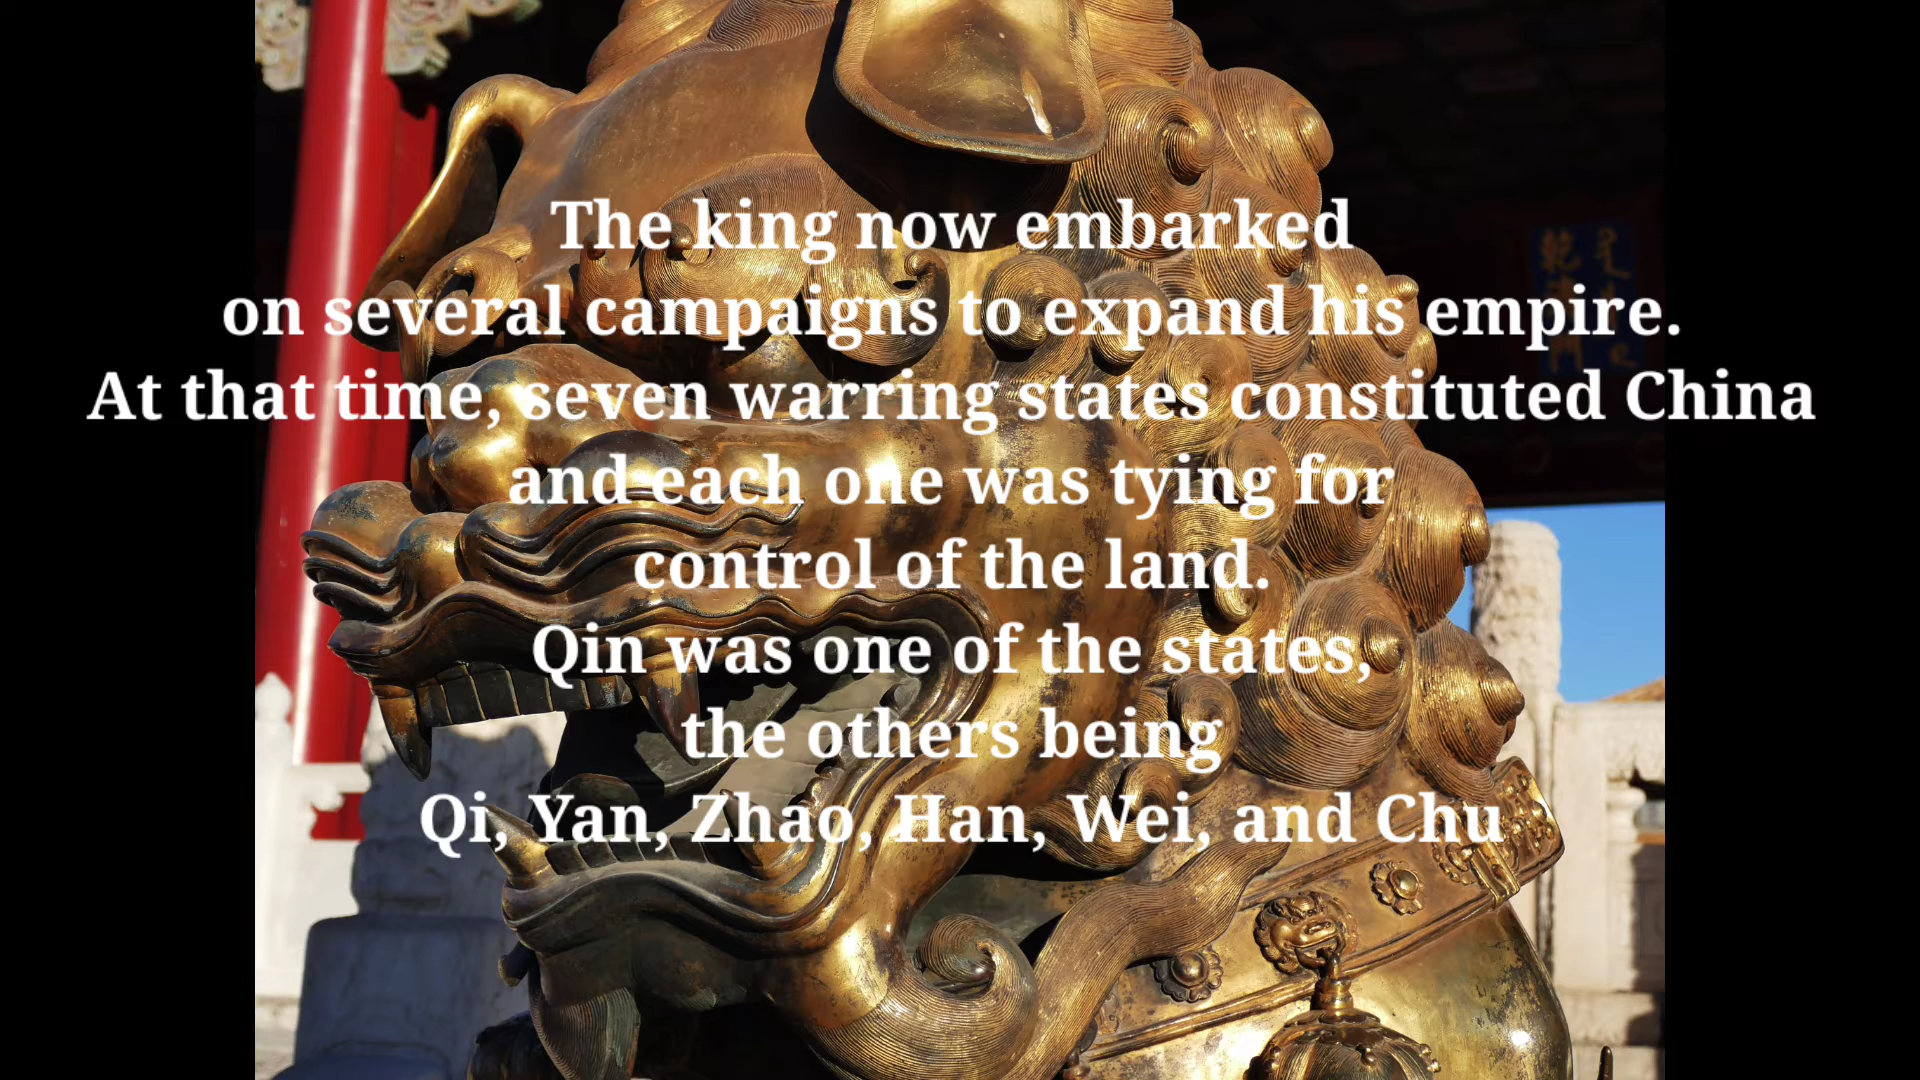 The king now embarked
on several campaigns to expand his empire.
At that time, seven warring states constituted China
and each one was tying for
control of the land.
Qin was one of the states,
the others being
Qi, Yan, Zhao, Han, Wei, and Chu